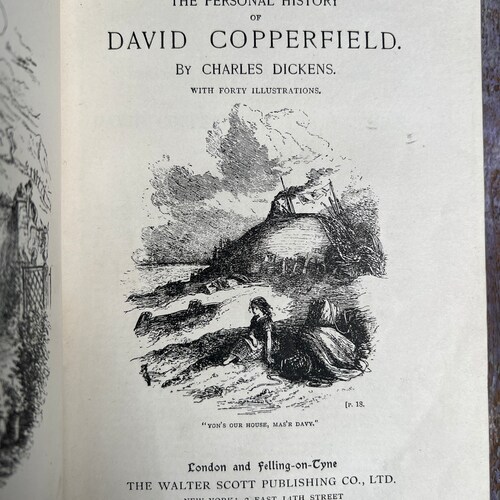 THE PERSONAL HISTORY
OF
DAVID COPPERFIELD.
BY CHARLES DICKENS.
WITH FORTY ILLUSTRATIONS.
[P. 18.
"YON'S OUR HOUSE, MAS'R DAVY."
London and Felling-on-Tyne
THE WALTER SCOTT PUBLISHING CO., LTD.
NEW YORK: 3 EAST 14TH STREET